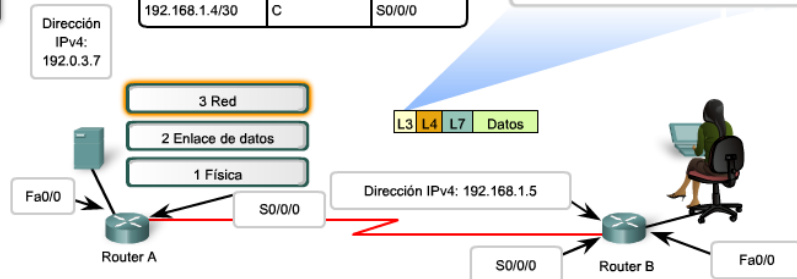 192.168.1.4/30 C S0/0/0
Dirección
IPv4:
192.0.3.7
3 Red
2 Enlace de datos
1 Física
L3 L4 L7 Datos
Fa0/0
S0/0/0
Dirección IPv4: 192.168.1.5
Router A
S0/0/0
Router B
Fa0/0